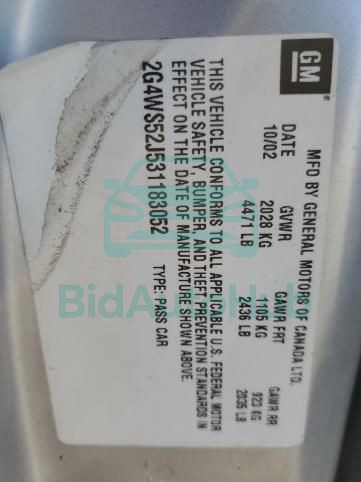 GM
MFD BY GENERAL MOTORS OF CANADA LTD.
DATE GVWR GAWR FRT GAWR RR
10/02 2028 KG 1105 KG 923 KG
4471 LB 2436 LB 2035 LB
THIS VEHICLE CONFORMS TO ALL APPLICABLE U.S. FEDERAL MOTOR
VEHICLE SAFETY, BUMPER, AND THEFT PREVENTION STANDARDS IN
EFFECT ON THE DATE OF MANUFACTURE SHOWN ABOVE.
2G4WS52J531183052 TYPE: PASS CAR
BidAutoHub